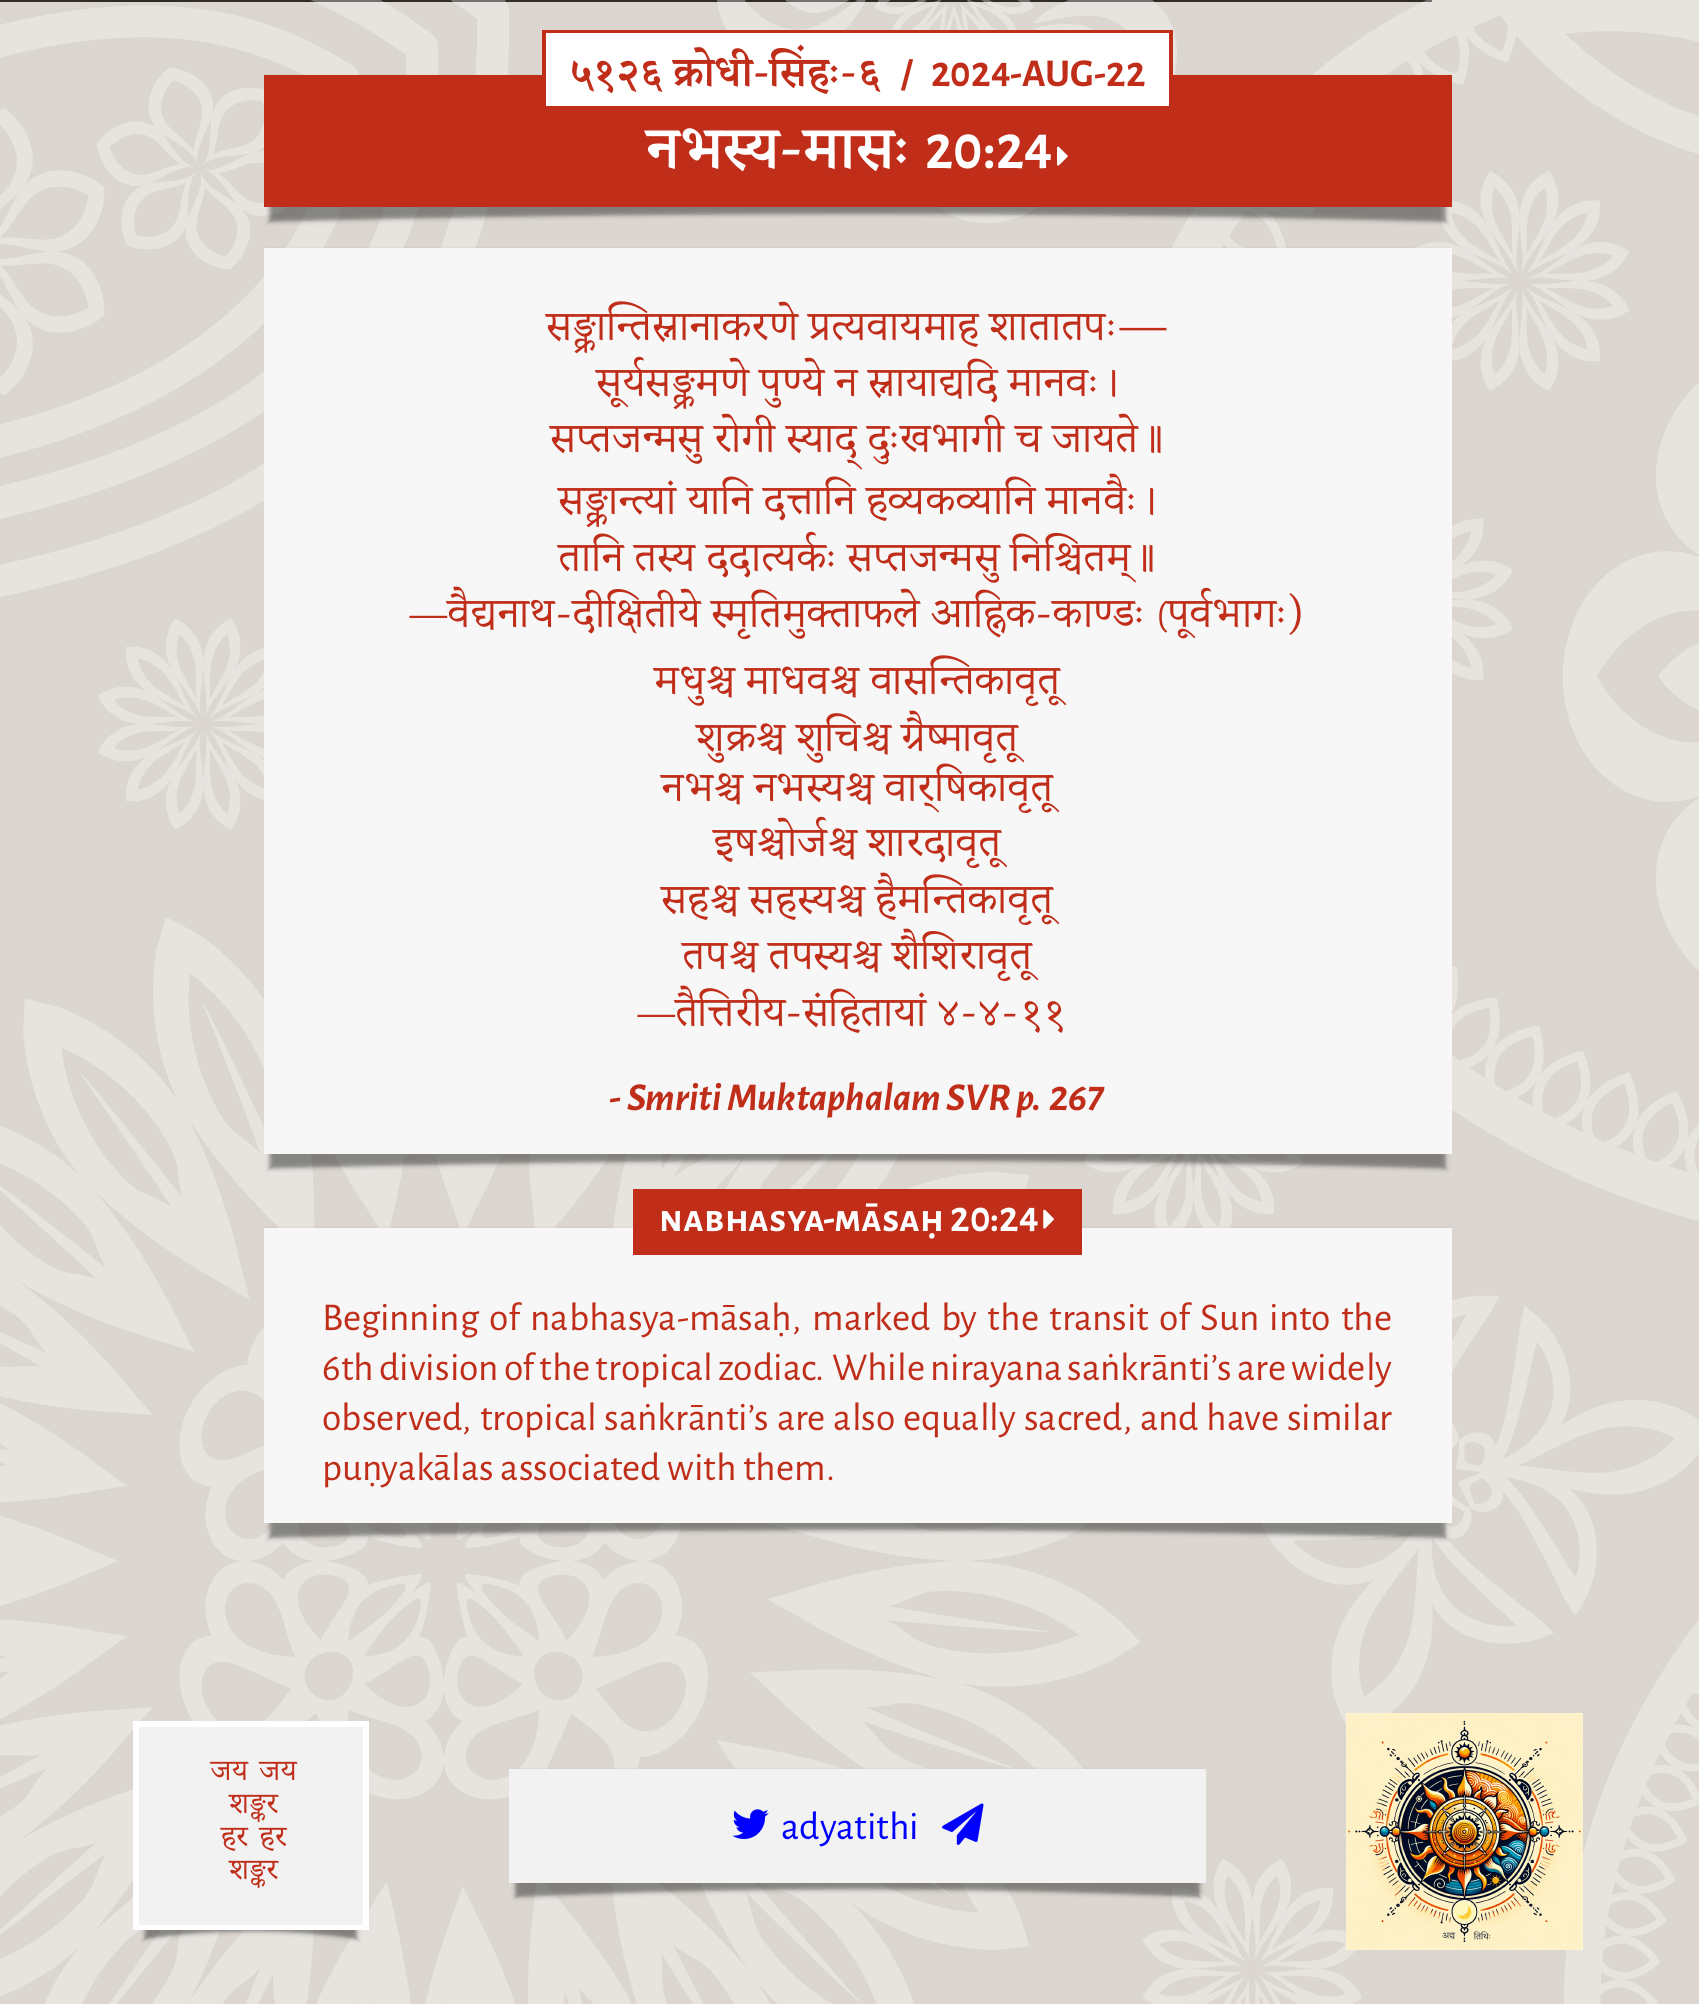 ५१२६ क्रोधी-सिंहः-६ / 2024-AUG-22
नभस्य-मासः 20:24
सङ्क्रान्तिस्नानाकरणे प्रत्यवायमाह शातातपः—
सूर्यसङ्क्रमणे पुण्ये न स्नायाद्यदि मानवः।
सप्तजन्मसु रोगी स्याद् दुःखभागी च जायते॥
सङ्क्रान्त्यां यानि दत्तानि हव्यकव्यानि मानवैः।
तानि तस्य ददात्यर्कः सप्तजन्मसु निश्चितम्॥
—वैद्यनाथ-दीक्षितीये स्मृतिमुक्ताफले आह्निक-काण्डः (पूर्वभागः)
मधुश्च माधवश्च वासन्तिकावृतू
शुक्रश्च शुचिश्च ग्रैष्मावृतू
नभश्च नभस्यश्च वार्‌षिकावृतू
इषश्चोर्जश्च शारदावृतू
सहश्च सहस्यश्च हैमन्तिकावृतू
तपश्च तपस्यश्च शैशिरावृतू
—तैत्तिरीय-संहितायां ४-४-११
- Smriti Muktaphalam SVR p. 267
NABHASYA-MĀSAḤ 20:24
Beginning of nabhasya-māsaḥ, marked by the transit of Sun into the
6th division of the tropical zodiac. While nirayana saṅkrānti’s are widely
observed, tropical saṅkrānti’s are also equally sacred, and have similar
puṇyakālas associated with them.
जय जय
शङ्कर
हर हर
शङ्कर
adyatithi
अद्य तिथिः